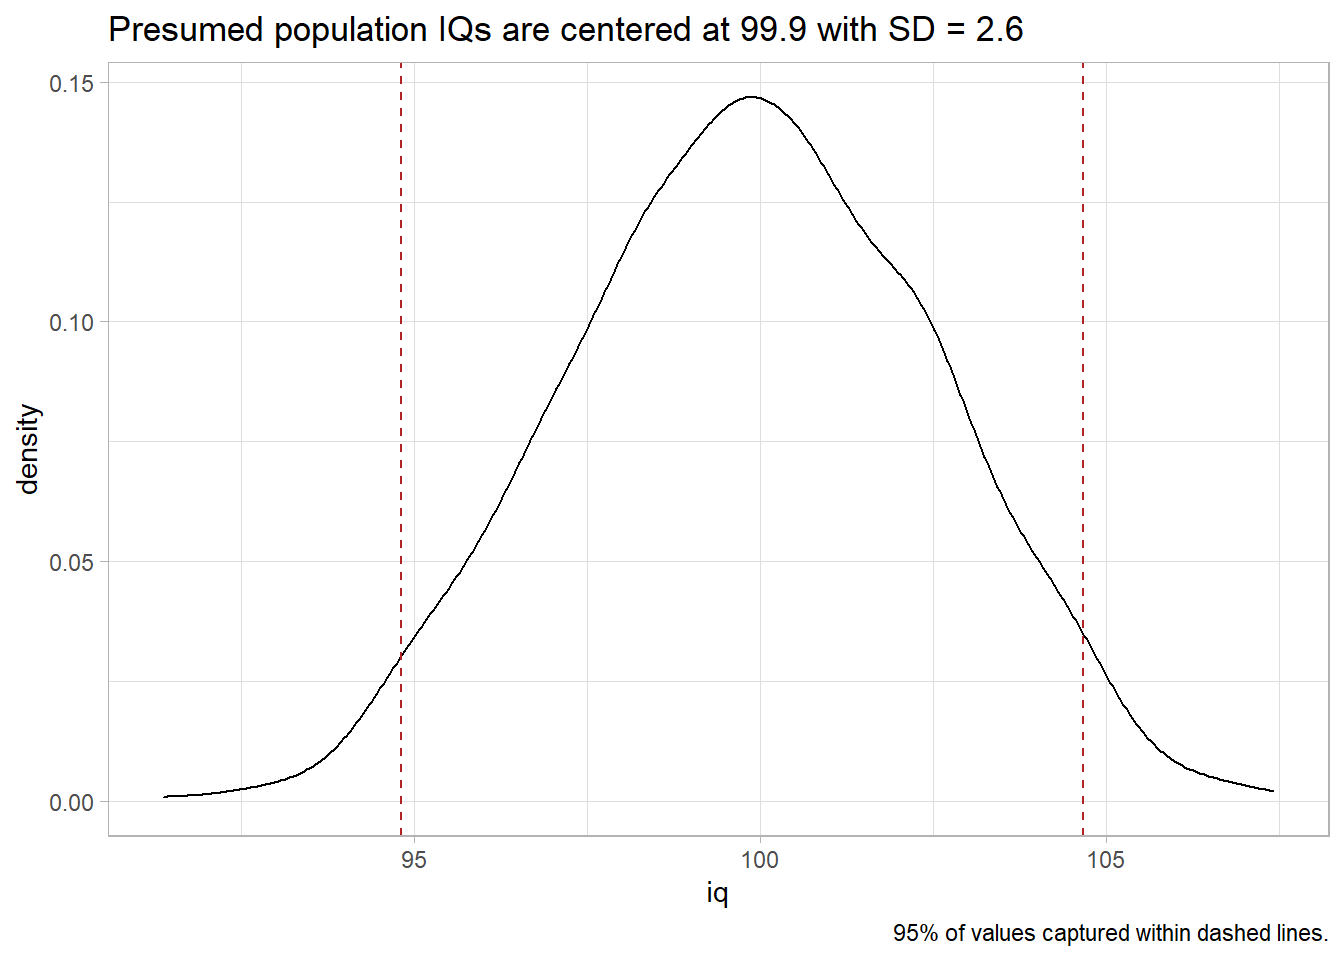 Presumed population IQs are centered at 99.9 with SD = 2.6
0.15
0.10
0.05
0.00
density
95 100 105
iq
95% of values captured within dashed lines.